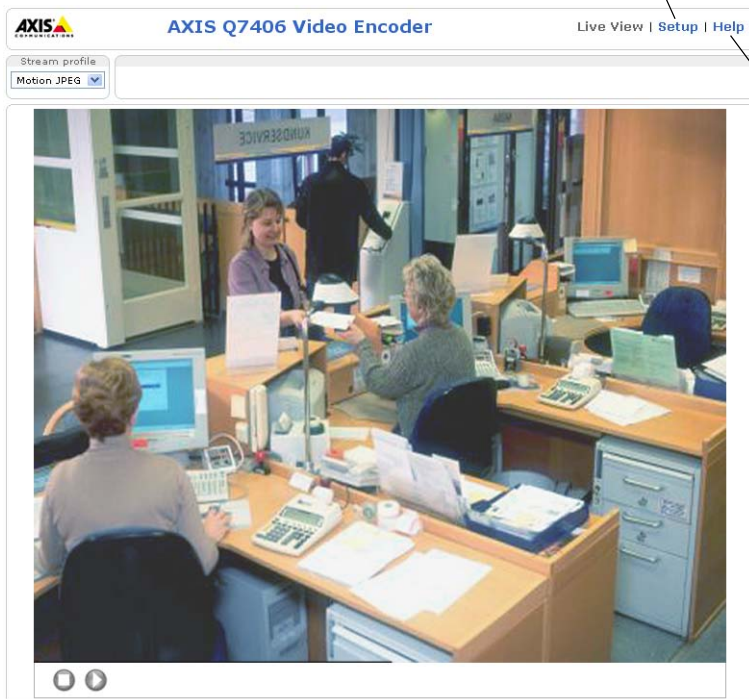 AXIS
COMMUNICATIONS
AXIS Q7406 Video Encoder
Live View | Setup | Help
Stream profile
Motion JPEG
KUNDSERVICE